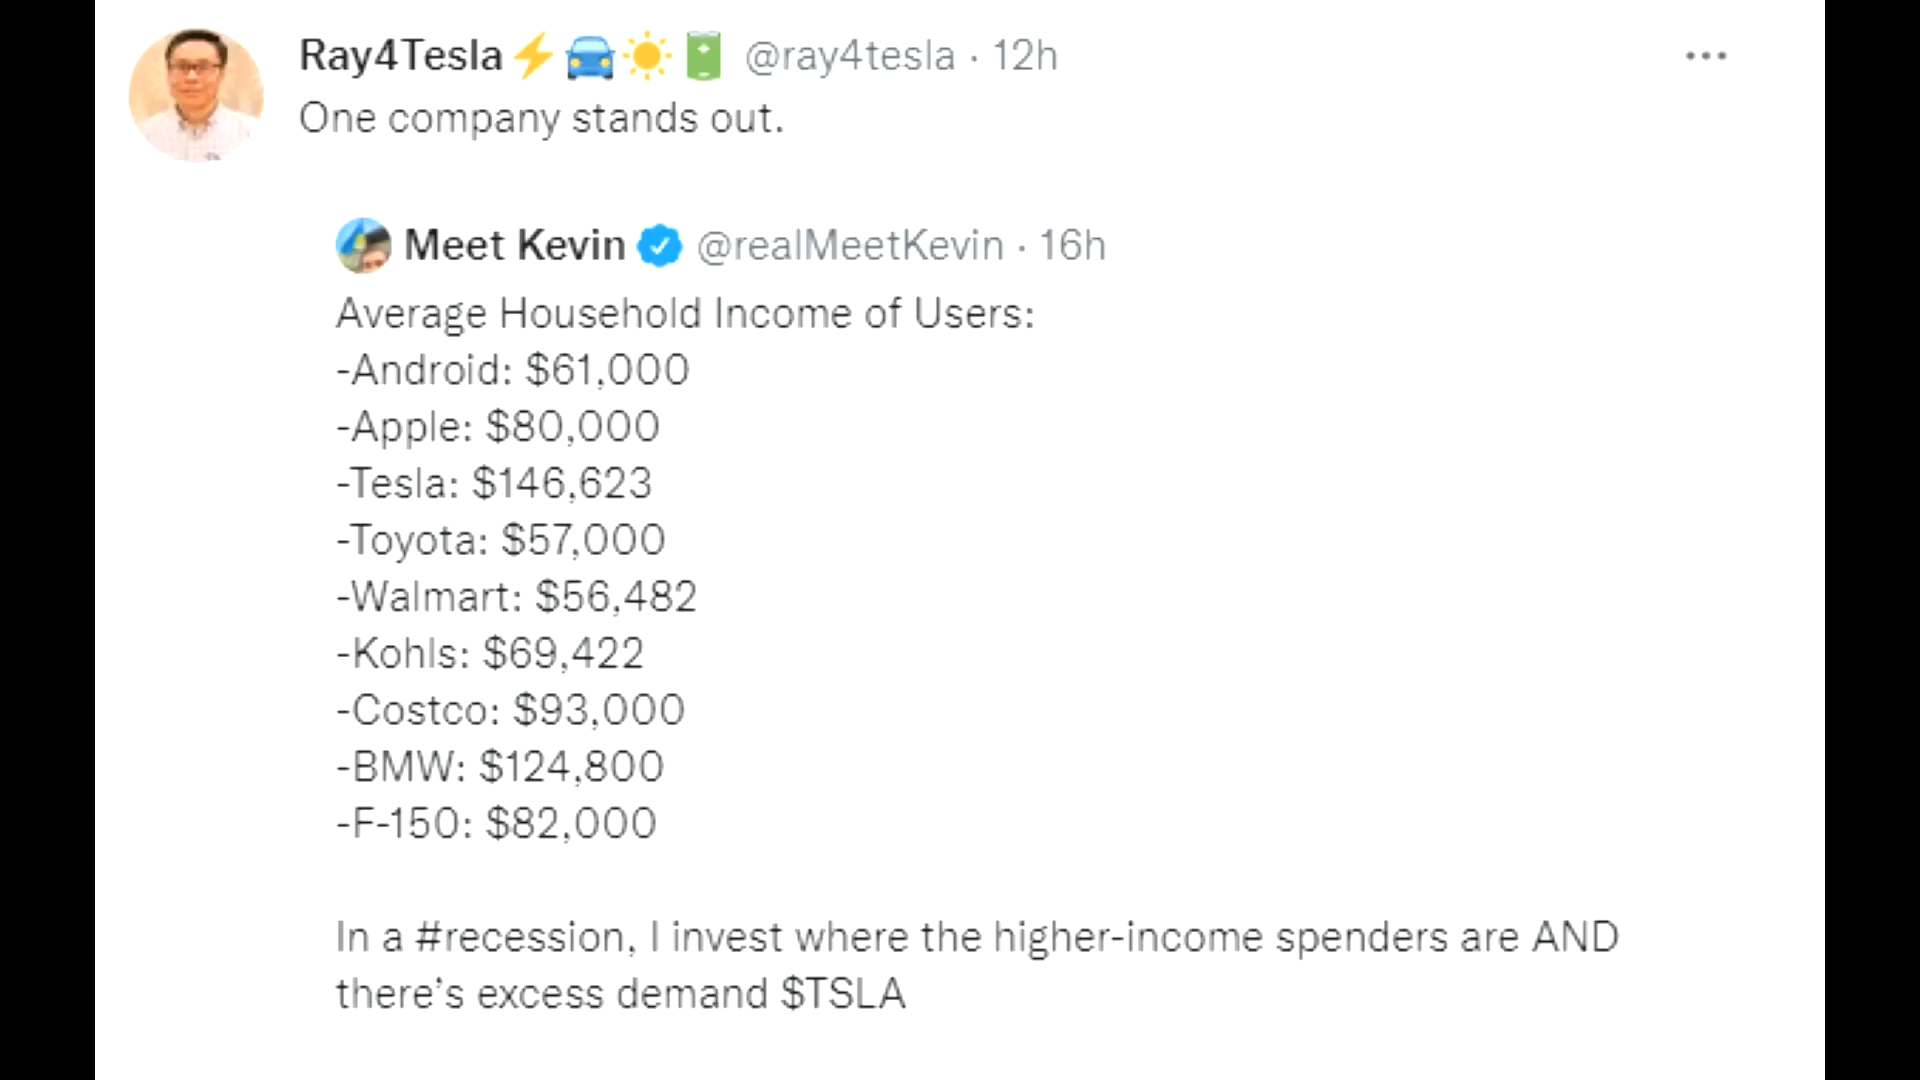 Ray4Tesla⚡🚘☀️🔋 @ray4tesla · 12h
One company stands out.
Meet Kevin @realMeetKevin · 16h
Average Household Income of Users:
-Android: $61,000
-Apple: $80,000
-Tesla: $146,623
-Toyota: $57,000
-Walmart: $56,482
-Kohls: $69,422
-Costco: $93,000
-BMW: $124,800
-F-150: $82,000
In a #recession, I invest where the higher-income spenders are AND
there’s excess demand $TSLA